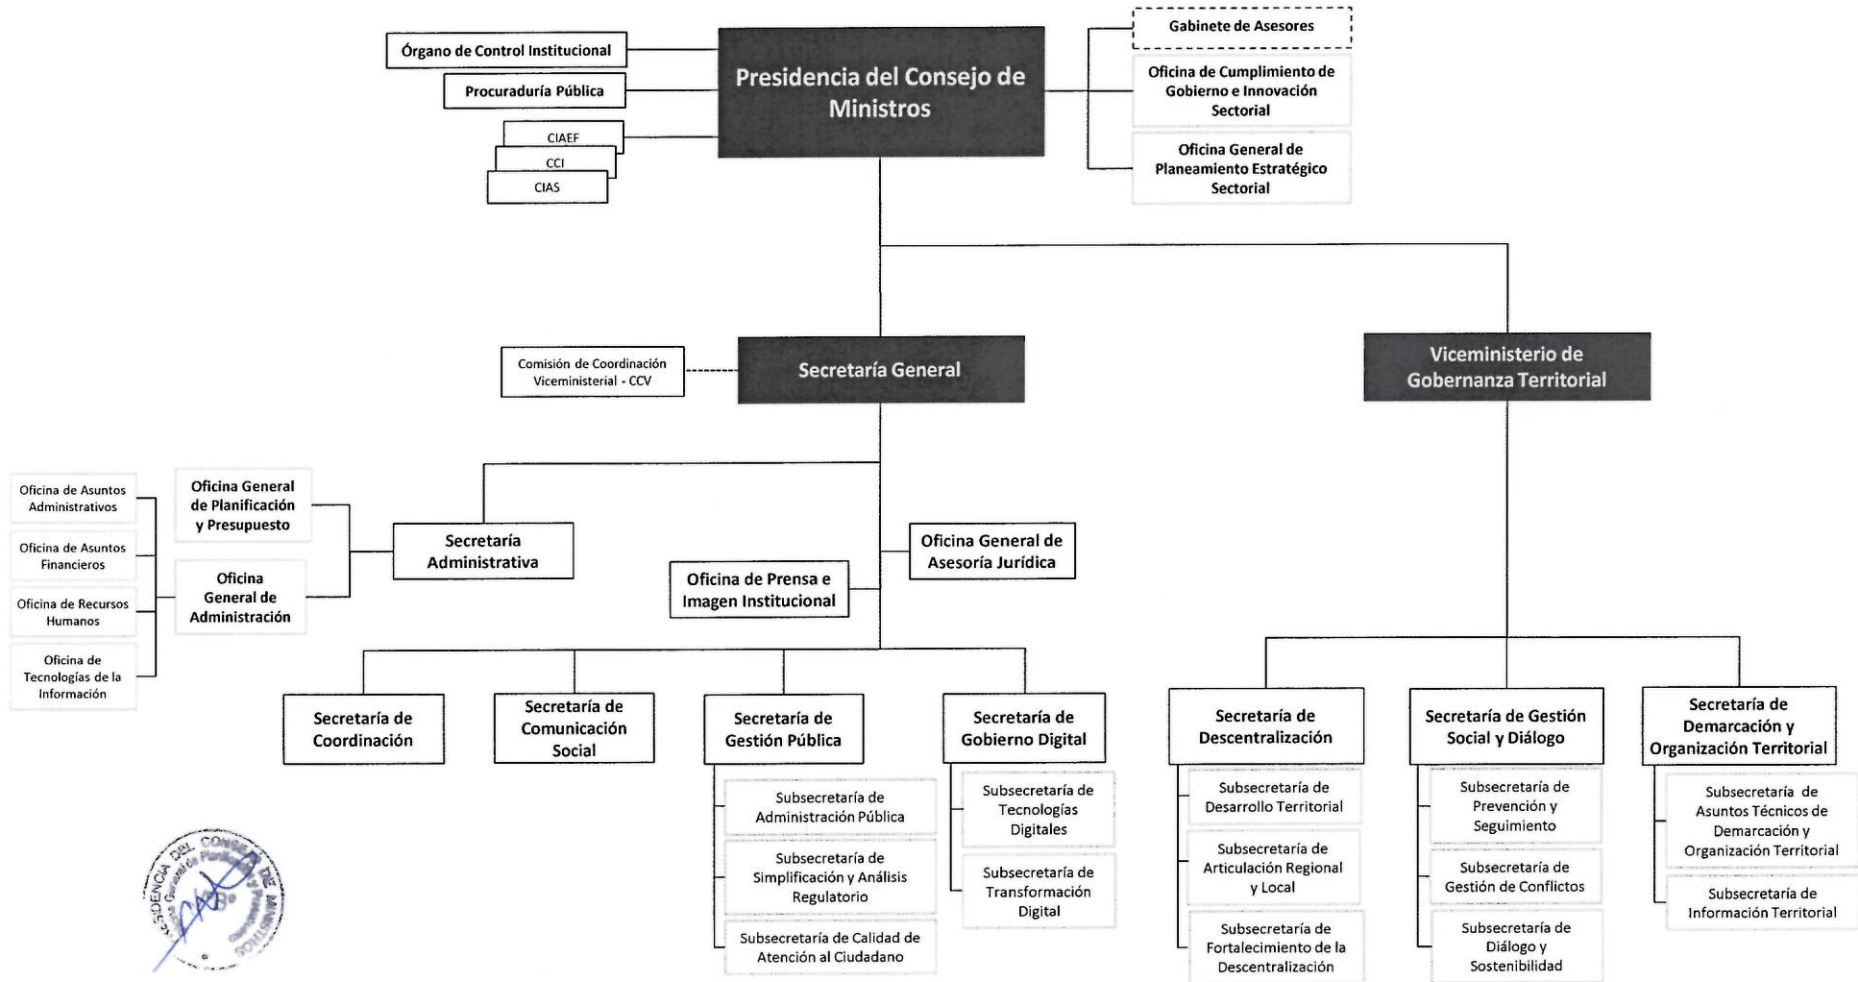 Órgano de Control Institucional
Procuraduría Pública
CIAEF
CCI
CIAS
Presidencia del Consejo de
Ministros
Gabinete de Asesores
Oficina de Cumplimiento de
Gobierno e Innovación
Sectorial
Oficina General de
Planeamiento Estratégico
Sectorial
Comisión de Coordinación
Viceministerial - CCV
Secretaría General
Viceministerio de
Gobernanza Territorial
Oficina de Asuntos
Administrativos
Oficina de Asuntos
Financieros
Oficina de Recursos
Humanos
Oficina de
Tecnologías de la
Información
Oficina General
de Planificación
y Presupuesto
Oficina
General de
Administración
Secretaría
Administrativa
Oficina de Prensa e
Imagen Institucional
Oficina General de
Asesoría Jurídica
Secretaría de
Coordinación
Secretaría de
Comunicación
Social
Secretaría de
Gestión Pública
Subsecretaría de
Administración Pública
Subsecretaría de
Simplificación y Análisis
Regulatorio
Subsecretaría de Calidad de
Atención al Ciudadano
Secretaría de
Gobierno Digital
Subsecretaría de
Tecnologías
Digitales
Subsecretaría de
Transformación
Digital
Secretaría de
Descentralización
Subsecretaría de
Desarrollo Territorial
Subsecretaría de
Articulación Regional
y Local
Subsecretaría de
Fortalecimiento de la
Descentralización
Secretaría de Gestión
Social y Diálogo
Subsecretaría de
Prevención y
Seguimiento
Subsecretaría de
Gestión de Conflictos
Subsecretaría de
Diálogo y
Sostenibilidad
Secretaría de
Demarcación y
Organización Territorial
Subsecretaría de
Asuntos Técnicos de
Demarcación y
Organización Territorial
Subsecretaría de
Información Territorial
PRESIDENCIA DEL CONSEJO DE MINISTROS